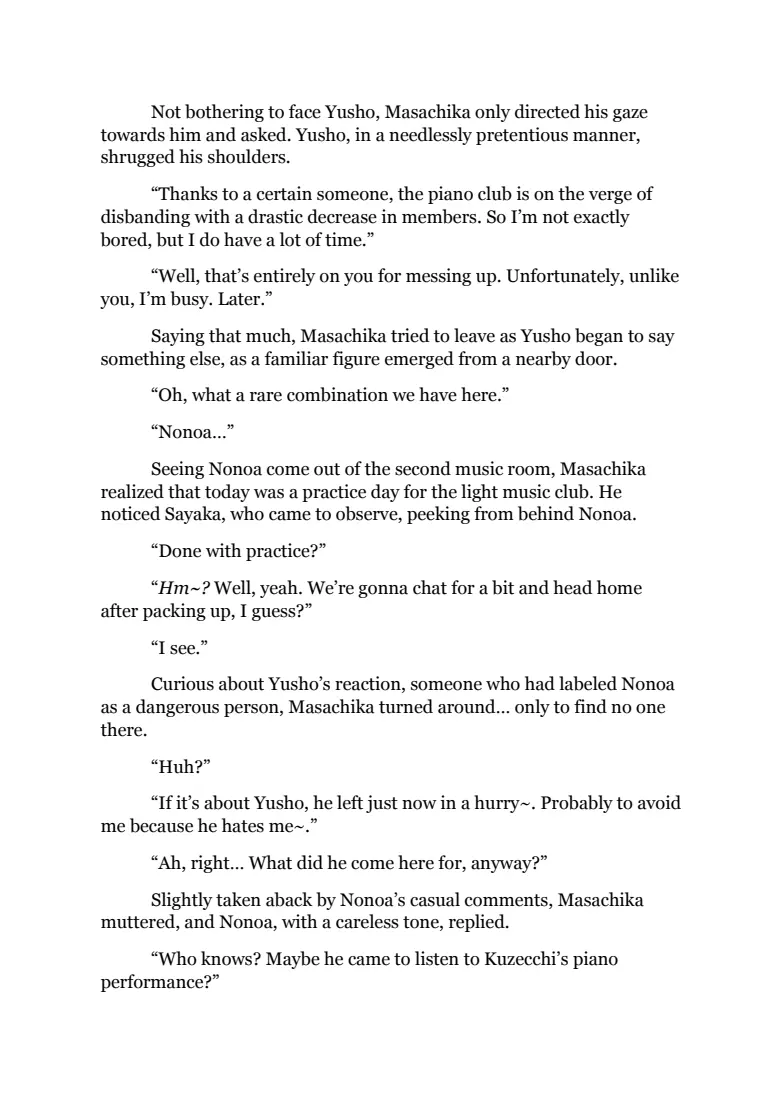 Not bothering to face Yusho, Masachika only directed his gaze
towards him and asked. Yusho, in a needlessly pretentious manner,
shrugged his shoulders.
“Thanks to a certain someone, the piano club is on the verge of
disbanding with a drastic decrease in members. So I’m not exactly
bored, but I do have a lot of time.”
“Well, that’s entirely on you for messing up. Unfortunately, unlike
you, I’m busy. Later.”
Saying that much, Masachika tried to leave as Yusho began to say
something else, as a familiar figure emerged from a nearby door.
“Oh, what a rare combination we have here.”
“Nonoa…”
Seeing Nonoa come out of the second music room, Masachika
realized that today was a practice day for the light music club. He
noticed Sayaka, who came to observe, peeking from behind Nonoa.
“Done with practice?”
“Hm~? Well, yeah. We’re gonna chat for a bit and head home
after packing up, I guess?”
“I see.”
Curious about Yusho’s reaction, someone who had labeled Nonoa
as a dangerous person, Masachika turned around… only to find no one
there.
“Huh?”
“If it’s about Yusho, he left just now in a hurry~. Probably to avoid
me because he hates me~.”
“Ah, right… What did he come here for, anyway?”
Slightly taken aback by Nonoa’s casual comments, Masachika
muttered, and Nonoa, with a careless tone, replied.
“Who knows? Maybe he came to listen to Kuzecchi’s piano
performance?”